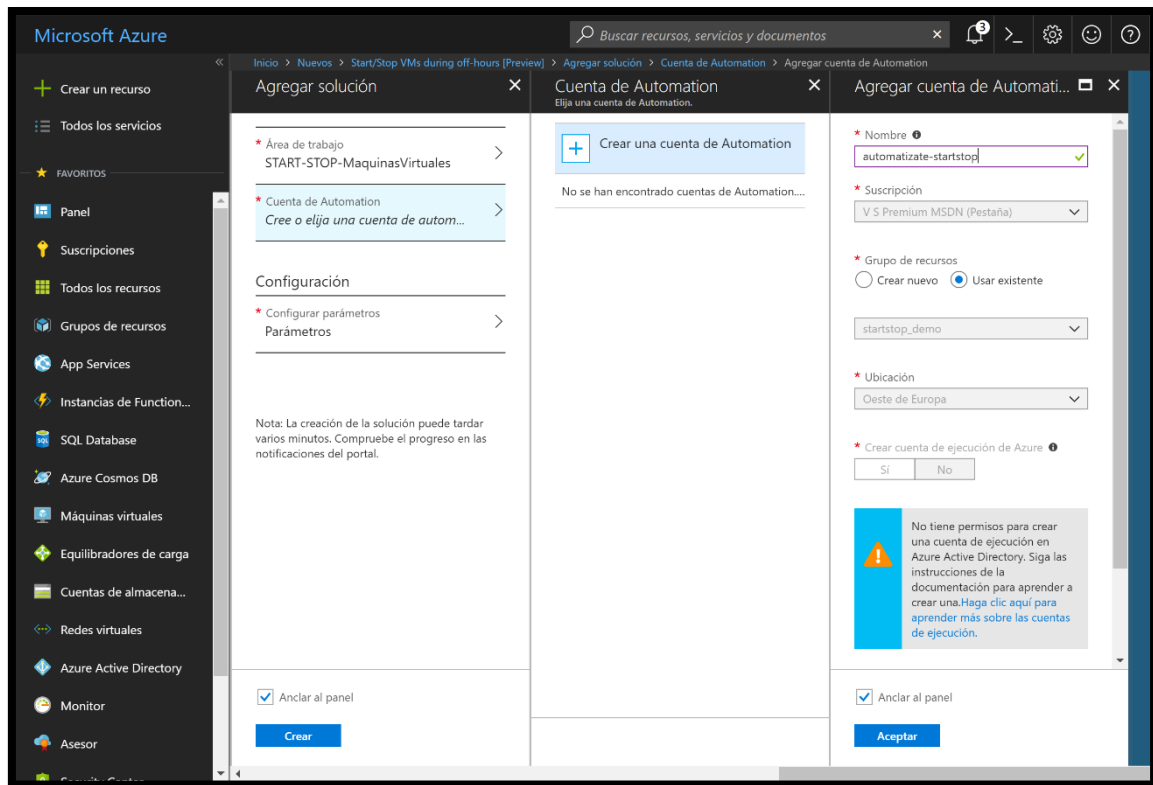 Microsoft Azure
Buscar recursos, servicios y documentos
3
Inicio > Nuevos > Start/Stop VMs during off-hours [Preview] > Agregar solución > Cuenta de Automation > Agregar cuenta de Automation
Crear un recurso
Todos los servicios
FAVORITOS
Panel
Suscripciones
Todos los recursos
Grupos de recursos
App Services
Instancias de Function...
SQL Database
Azure Cosmos DB
Máquinas virtuales
Equilibradores de carga
Cuentas de almacena...
Redes virtuales
Azure Active Directory
Monitor
Asesor
Agregar solución
* Área de trabajo
START-STOP-MaquinasVirtuales
* Cuenta de Automation
Cree o elija una cuenta de autom...
Configuración
* Configurar parámetros
Parámetros
Nota: La creación de la solución puede tardar
varios minutos. Compruebe el progreso en las
notificaciones del portal.
Anclar al panel
Crear
Cuenta de Automation
Elija una cuenta de Automation.
Crear una cuenta de Automation
No se han encontrado cuentas de Automation....
Agregar cuenta de Automati...
* Nombre
automatizate-startstop
* Suscripción
V S Premium MSDN (Pestaña)
* Grupo de recursos
Crear nuevo Usar existente
startstop_demo
* Ubicación
Oeste de Europa
* Crear cuenta de ejecución de Azure
Sí No
No tiene permisos para crear
una cuenta de ejecución en
Azure Active Directory. Siga las
instrucciones de la
documentación para aprender a
crear una.Haga clic aquí para
aprender más sobre las cuentas
de ejecución.
Anclar al panel
Aceptar